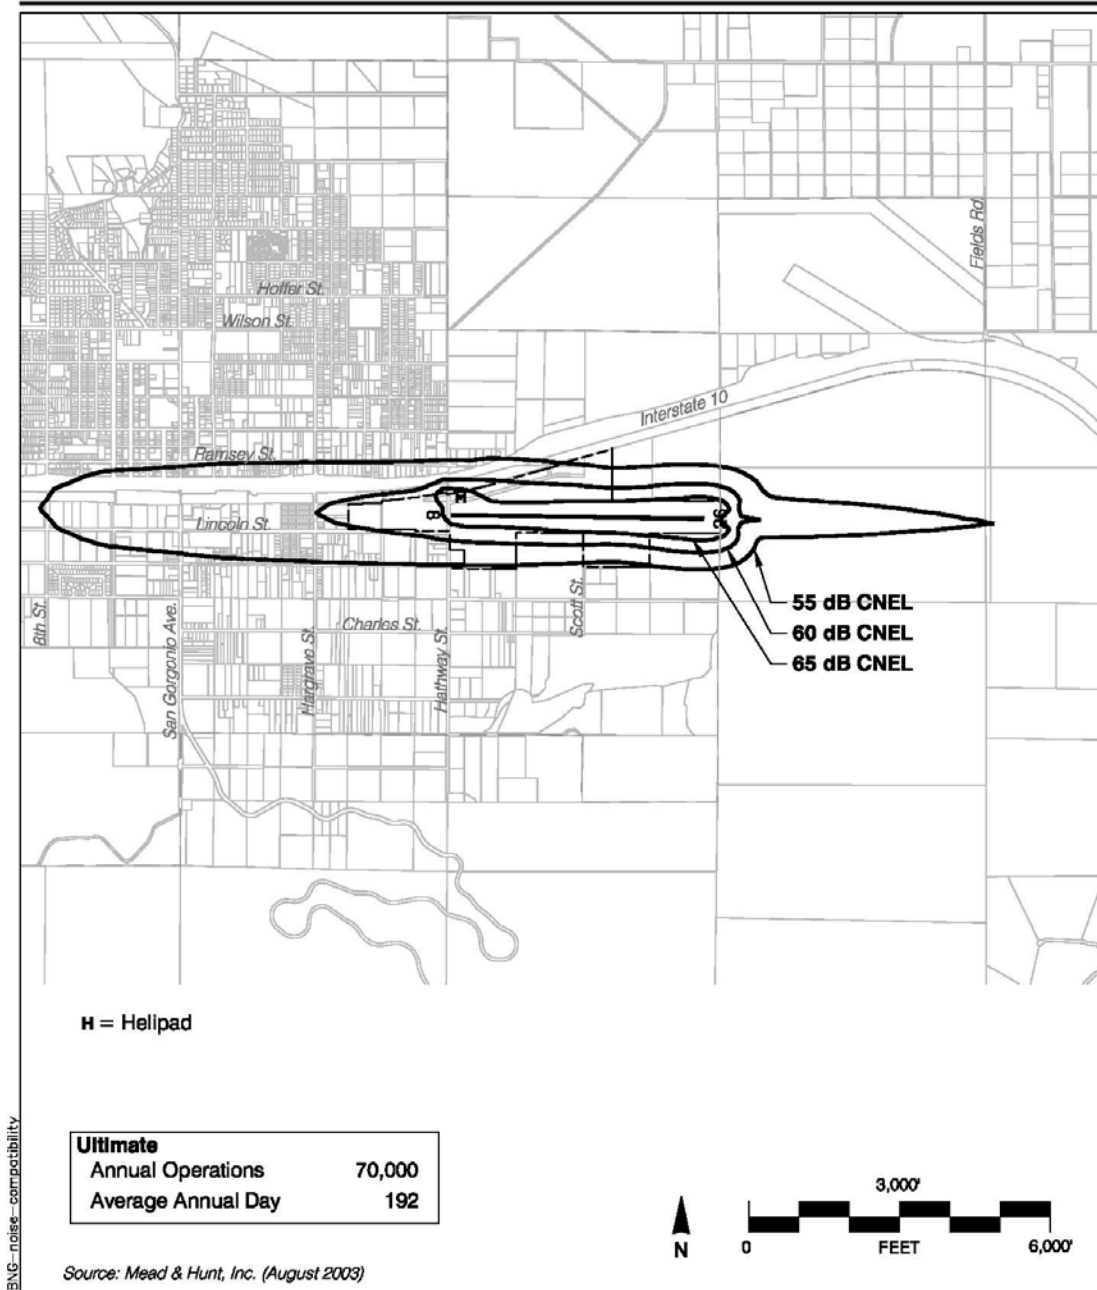 Fields Rd.
Hoffer St.
Wilson St.
Interstate 10
Ramsey St.
H
8
26
Lincoln St.
55 dB CNEL
8th St.
San Gorgonio Ave.
Hargrave St.
Charles St.
Hathway St.
Scott St.
60 dB CNEL
65 dB CNEL
H = Helipad
BNG-noise-compatibility
Ultimate
Annual Operations 70,000
Average Annual Day 192
N
3,000'
0 FEET 6,000'
Source: Mead & Hunt, Inc. (August 2003)